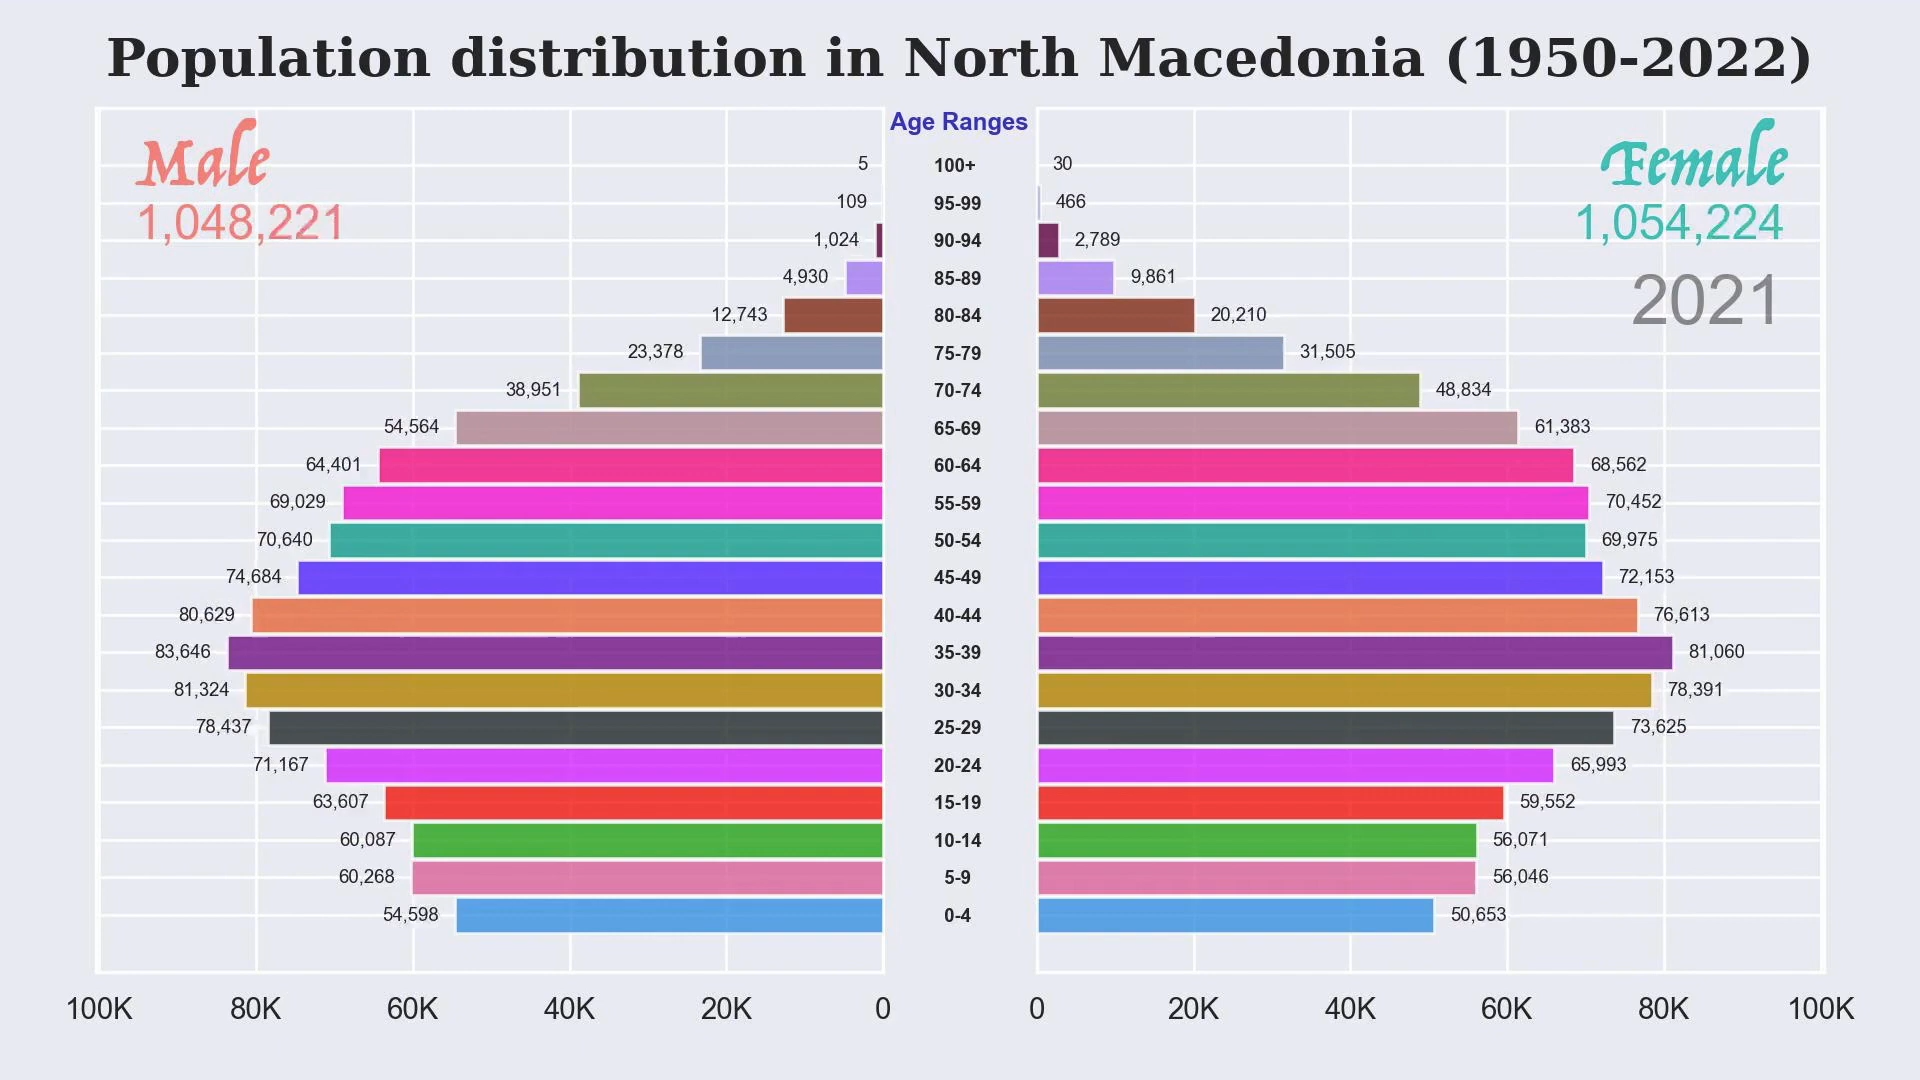 Population distribution in North Macedonia (1950-2022)
Age Ranges
Male
1,048,221
Female
1,054,224
2021
5 100+ 30
109 95-99 466
1,024 90-94 2,789
4,930 85-89 9,861
12,743 80-84 20,210
23,378 75-79 31,505
38,951 70-74 48,834
54,564 65-69 61,383
64,401 60-64 68,562
69,029 55-59 70,452
70,640 50-54 69,975
74,684 45-49 72,153
80,629 40-44 76,613
83,646 35-39 81,060
81,324 30-34 78,391
78,437 25-29 73,625
71,167 20-24 65,993
63,607 15-19 59,552
60,087 10-14 56,071
60,268 5-9 56,046
54,598 0-4 50,653
100K 80K 60K 40K 20K 0 0 20K 40K 60K 80K 100K